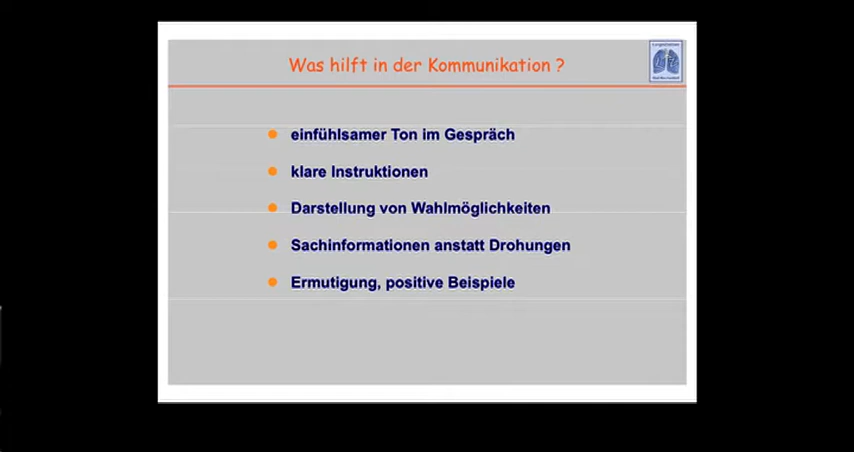 Was hilft in der Kommunikation ?
einfühlsamer Ton im Gespräch
klare Instruktionen
Darstellung von Wahlmöglichkeiten
Sachinformationen anstatt Drohungen
Ermutigung, positive Beispiele